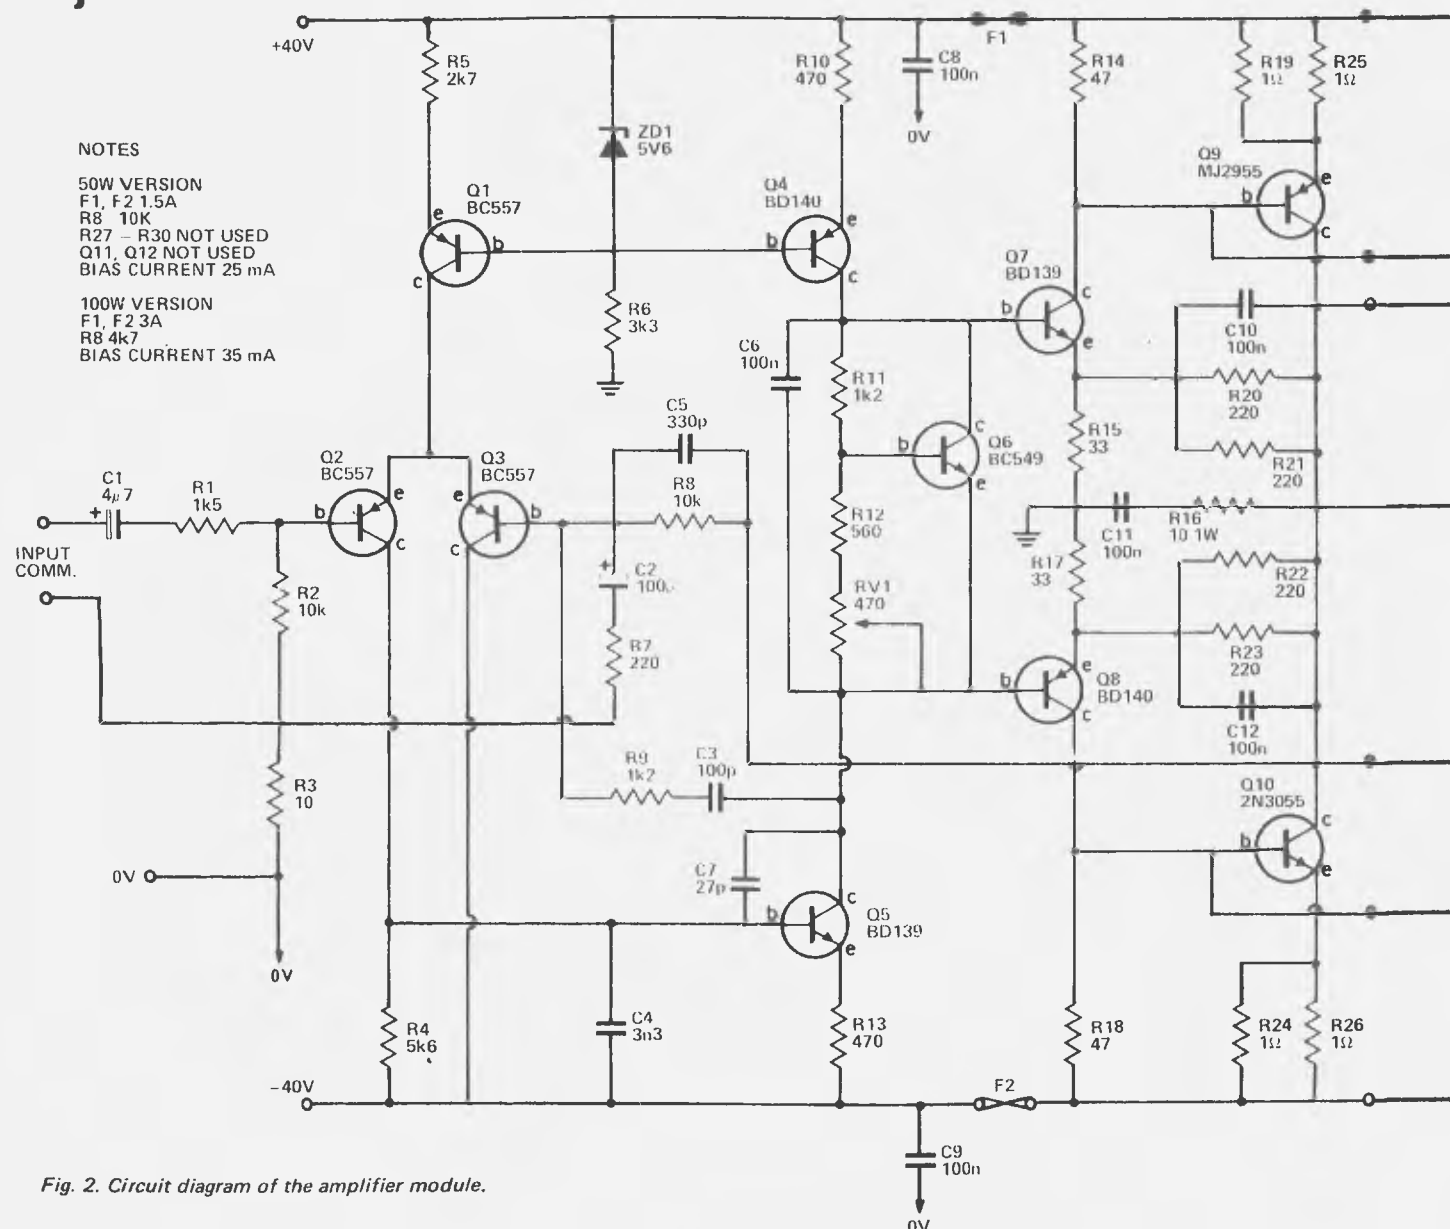 +40V
R5
2k7
R10
470
C8
100n
0V
F1
R14
47
R19
1Ω
R25
1Ω
NOTES
50W VERSION
F1, F2 1.5A
R8 10K
R27 – R30 NOT USED
Q11, Q12 NOT USED
BIAS CURRENT 25 mA
100W VERSION
F1, F2 3A
R8 4k7
BIAS CURRENT 35 mA
ZD1
5V6
Q1
BC557
e
b
c
Q4
BD140
e
b
c
Q9
MJ2955
e
b
c
R6
3k3
Q7
BD139
b
c
e
C10
100n
C6
100n
R11
1k2
R20
220
C5
330p
R15
33
R21
220
Q6
BC549
b
c
e
C1
4μ7
+
R1
1k5
Q2
BC557
b
e
c
Q3
BC557
e
b
c
R8
10k
R12
560
R16
10 1W
C11
100n
INPUT
COMM.
R2
10k
+
C2
100
R7
220
RV1
470
R17
33
R22
220
R23
220
Q8
BD140
b
e
c
C12
100n
R3
10
R9
1k2
C3
100p
Q10
2N3055
b
c
e
0V
C7
27p
0V
Q5
BD139
b
c
e
R4
5k6
C4
3n3
R13
470
R18
47
R24
1Ω
R26
1Ω
–40V
F2
C9
100n
0V
Fig. 2. Circuit diagram of the amplifier module.